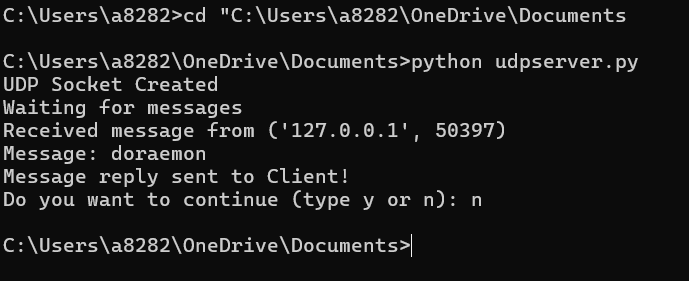 C:\Users\a8282>cd "C:\Users\a8282\OneDrive\Documents
C:\Users\a8282\OneDrive\Documents>python udpserver.py
UDP Socket Created
Waiting for messages
Received message from ('127.0.0.1', 50397)
Message: doraemon
Message reply sent to Client!
Do you want to continue (type y or n): n
C:\Users\a8282\OneDrive\Documents>